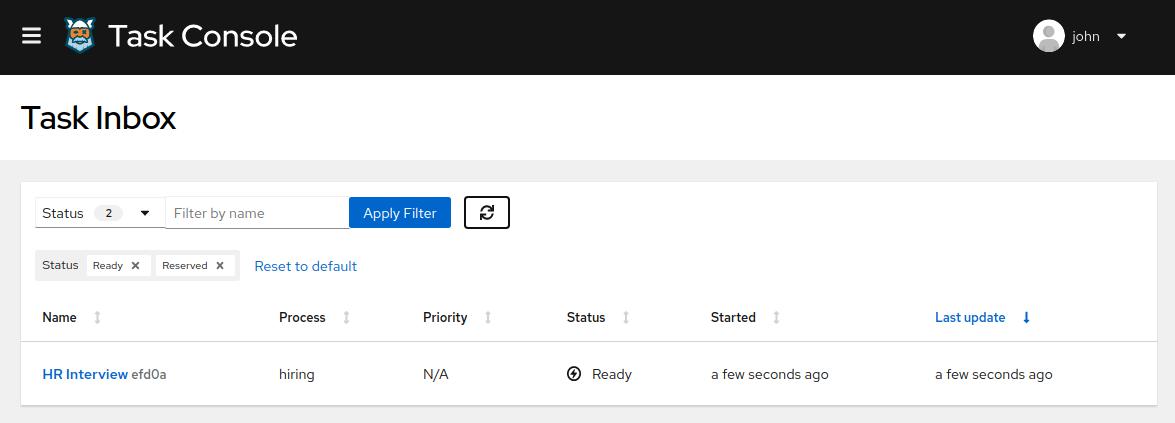 Task Console
john
Task Inbox
Status 2 Filter by name Apply Filter
Status Ready Reserved Reset to default
Name Process Priority Status Started Last update
HR Interview efd0a hiring N/A Ready a few seconds ago a few seconds ago